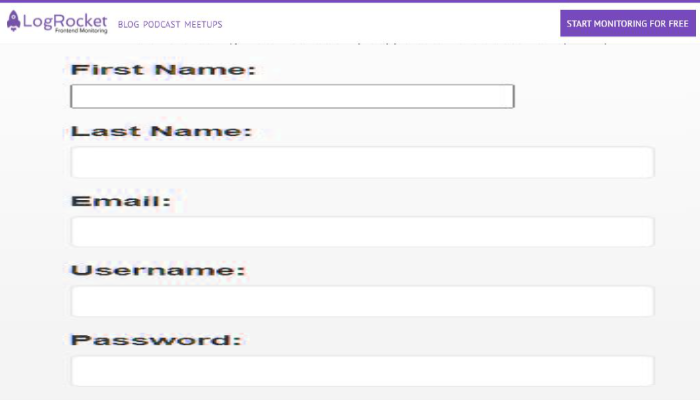 LogRocket
Frontend Monitoring
BLOG PODCAST MEETUPS
START MONITORING FOR FREE
First Name:
Last Name:
Email:
Username:
Password: